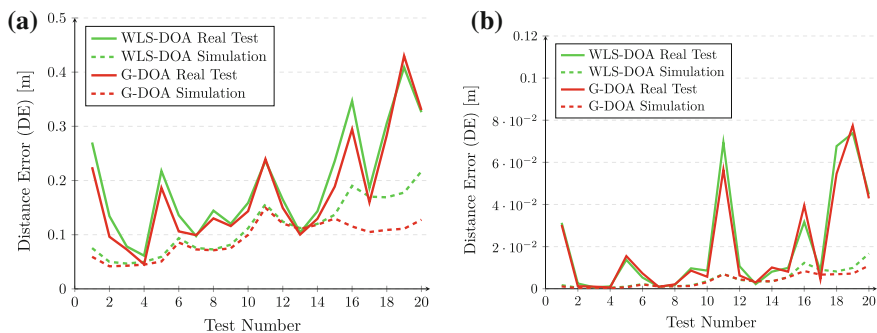 (a)
0.5
0.4
0.3
0.2
0.1
0
Distance Error (DE) [m]
WLS-DOA Real Test
WLS-DOA Simulation
G-DOA Real Test
G-DOA Simulation
0 2 4 6 8 10 12 14 16 18 20
Test Number
(b)
0.12
0.1
8 · 10⁻²
6 · 10⁻²
4 · 10⁻²
2 · 10⁻²
0
Distance Error (DE) [m]
WLS-DOA Real Test
WLS-DOA Simulation
G-DOA Real Test
G-DOA Simulation
0 2 4 6 8 10 12 14 16 18 20
Test Number